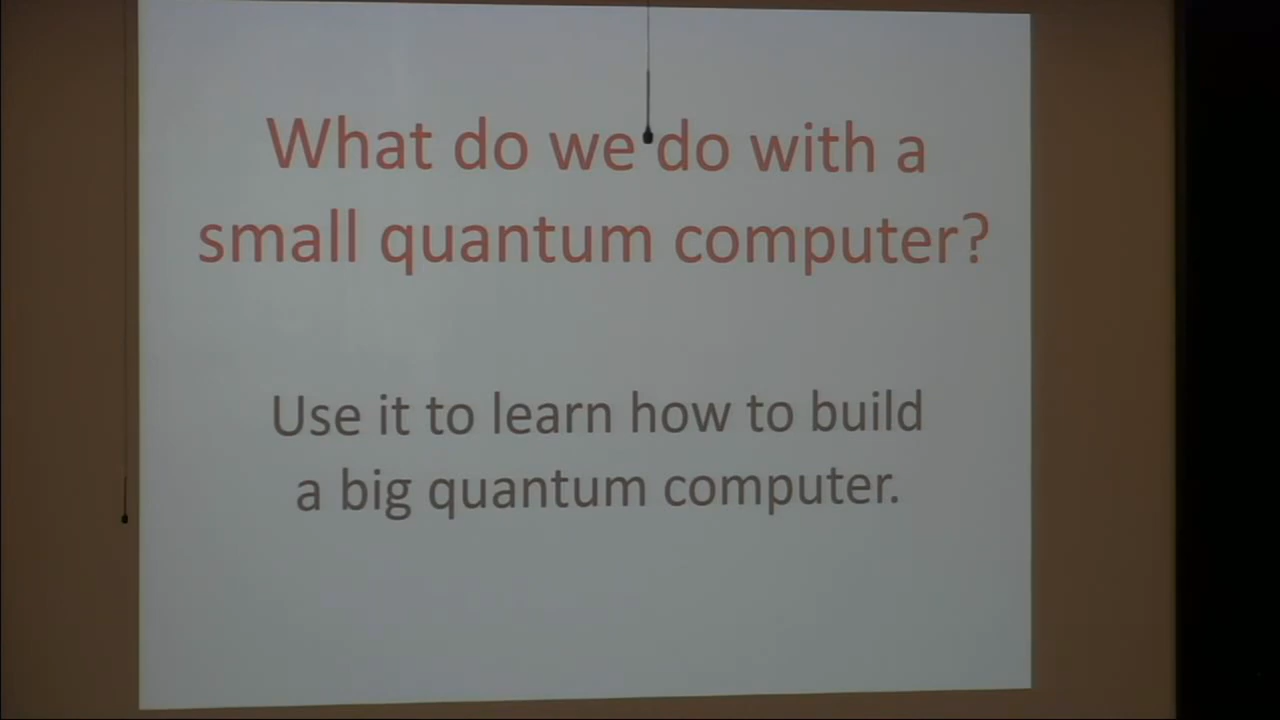 What do we do with a
small quantum computer?
Use it to learn how to build
a big quantum computer.